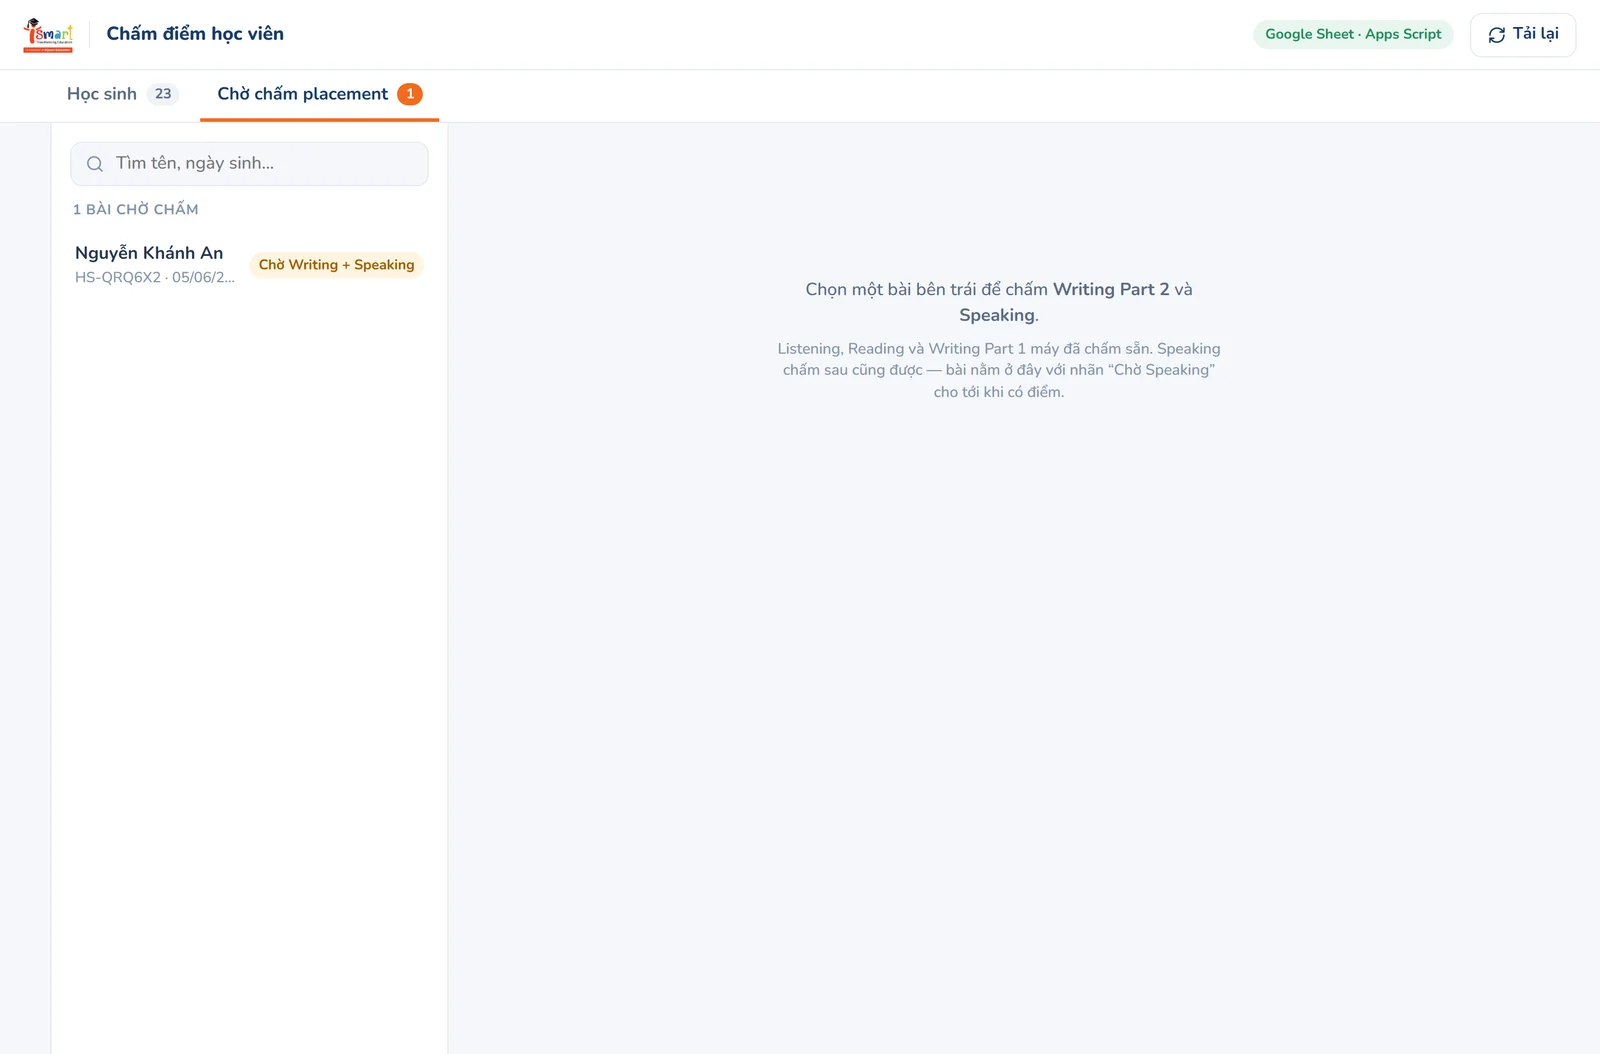 iSmart
Chấm điểm học viên
Google Sheet · Apps Script
Tải lại
Học sinh 23
Chờ chấm placement 1
Tìm tên, ngày sinh...
1 BÀI CHỜ CHẤM
Nguyễn Khánh An
HS-QRQ6X2 · 05/06/2...
Chờ Writing + Speaking
Chọn một bài bên trái để chấm Writing Part 2 và
Speaking.
Listening, Reading và Writing Part 1 máy đã chấm sẵn. Speaking
chấm sau cũng được — bài nằm ở đây với nhãn “Chờ Speaking”
cho tới khi có điểm.